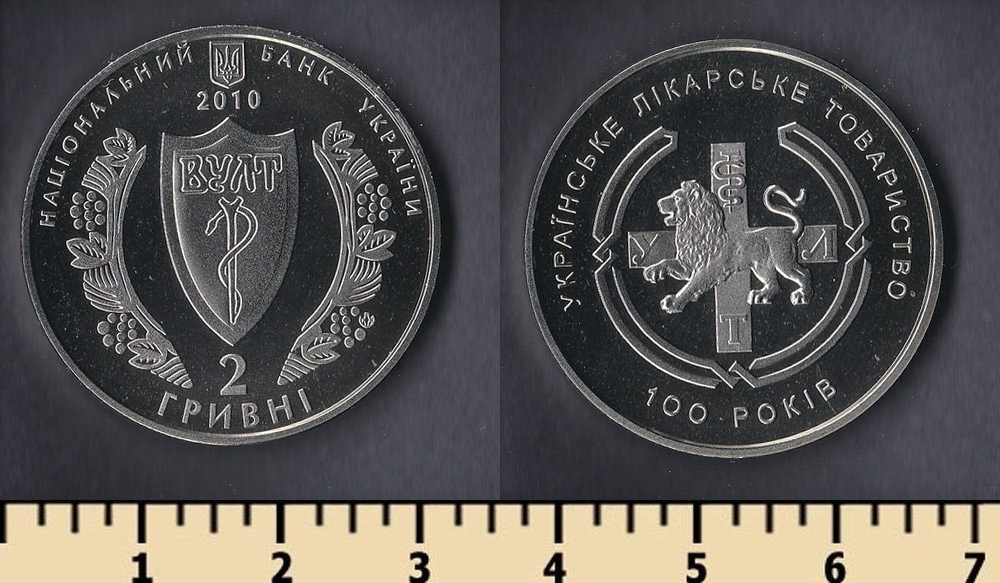 НАЦІОНАЛЬНИЙ БАНК УКРАЇНИ
2010
ВУЛТ
2
ГРИВНІ
УКРАЇНСЬКЕ ЛІКАРСЬКЕ ТОВАРИСТВО
У Л
Т
100 РОКІВ
1 2 3 4 5 6 7